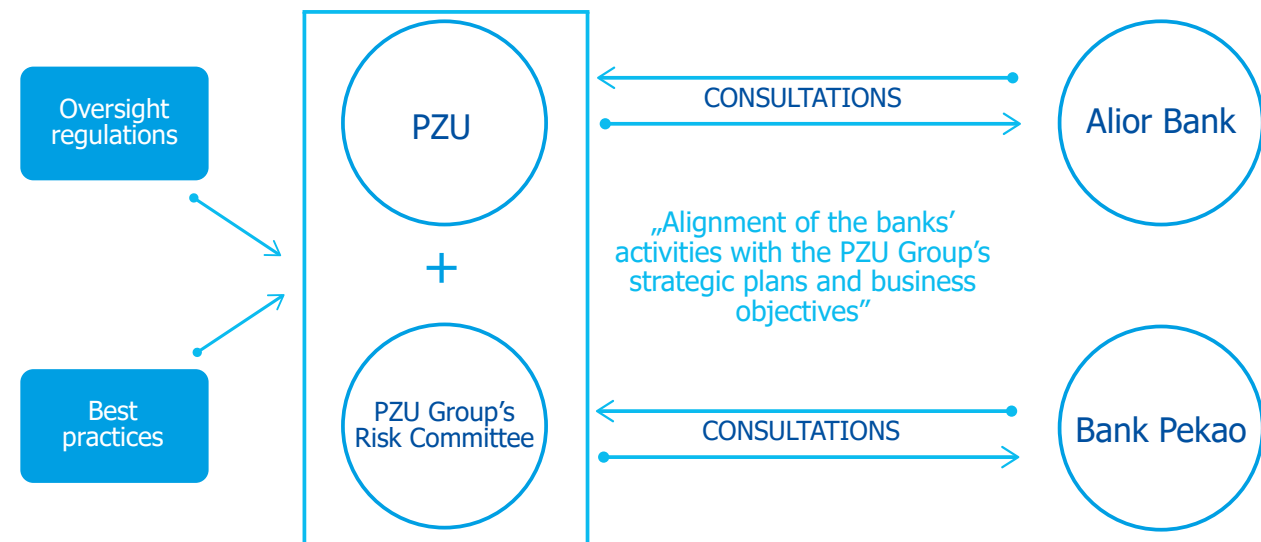 Oversight
regulations
Best
practices
PZU
+
PZU Group’s
Risk Committee
CONSULTATIONS
„Alignment of the banks’
activities with the PZU Group’s
strategic plans and business
objectives”
CONSULTATIONS
Alior Bank
Bank Pekao